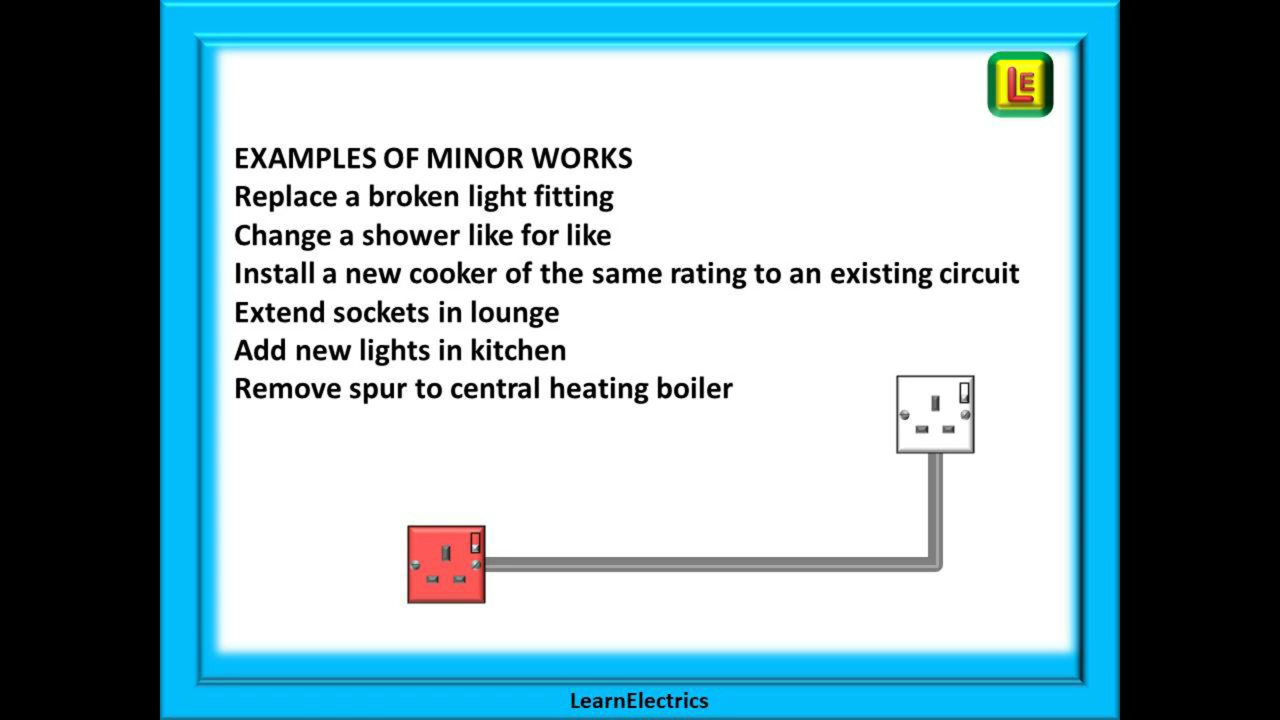 LE
EXAMPLES OF MINOR WORKS
Replace a broken light fitting
Change a shower like for like
Install a new cooker of the same rating to an existing circuit
Extend sockets in lounge
Add new lights in kitchen
Remove spur to central heating boiler
LearnElectrics